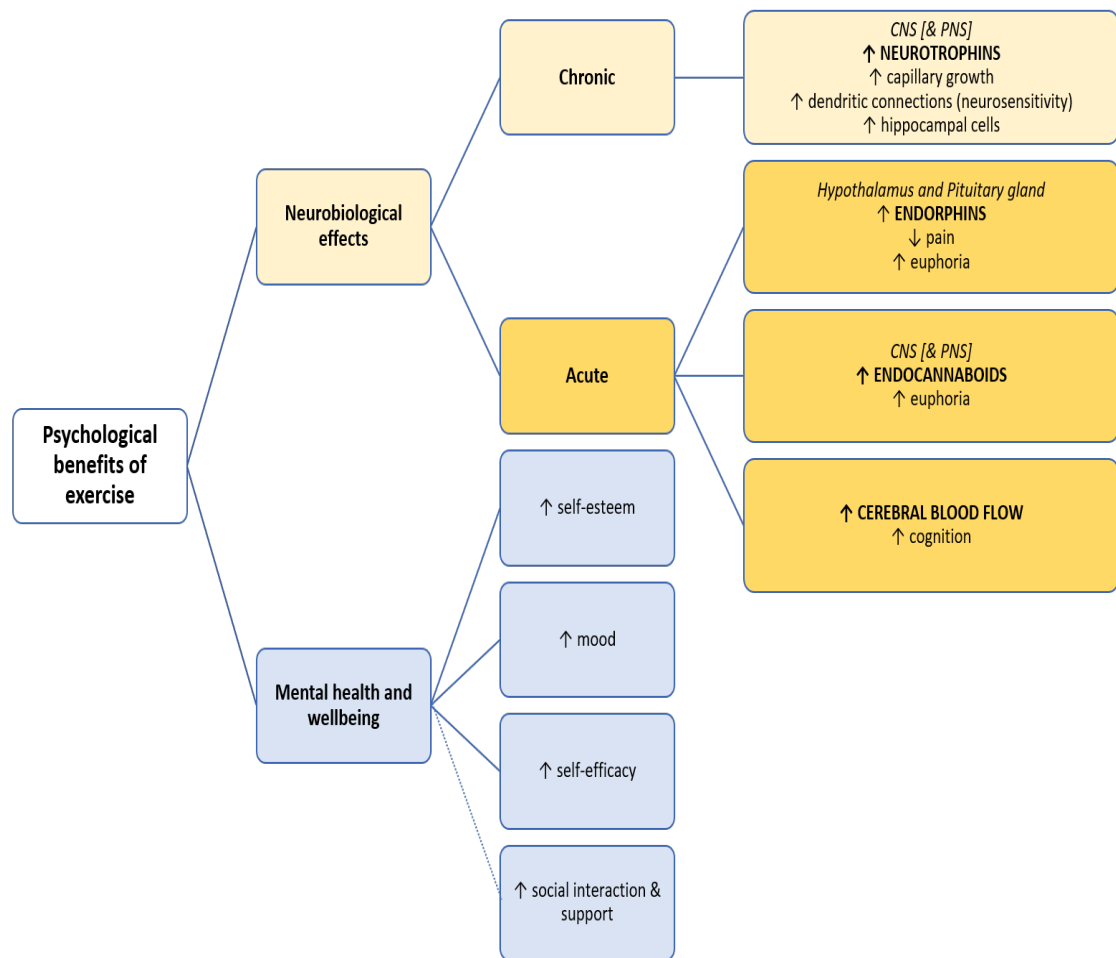 Psychological
benefits of
exercise
Neurobiological
effects
Chronic
CNS [& PNS]
↑ NEUROTROPHINS
↑ capillary growth
↑ dendritic connections (neurosensitivity)
↑ hippocampal cells
Acute
Hypothalamus and Pituitary gland
↑ ENDORPHINS
↓ pain
↑ euphoria
CNS [& PNS]
↑ ENDOCANNABOIDS
↑ euphoria
↑ CEREBRAL BLOOD FLOW
↑ cognition
Mental health and
wellbeing
↑ self-esteem
↑ mood
↑ self-efficacy
↑ social interaction &
support